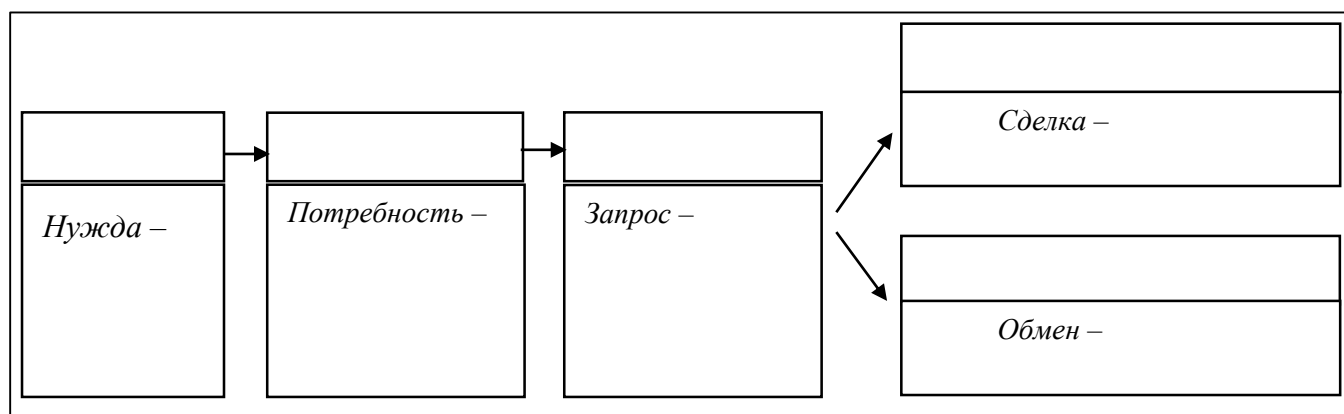 Нужда –
Потребность –
Запрос –
Сделка –
Обмен –